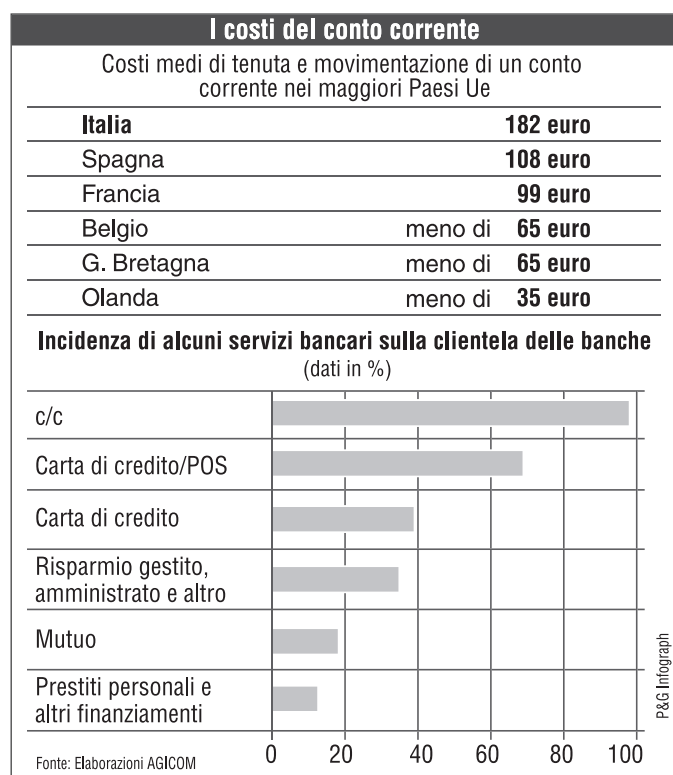 I costi del conto corrente
Costi medi di tenuta e movimentazione di un conto
corrente nei maggiori Paesi Ue
Italia 182 euro
Spagna 108 euro
Francia 99 euro
Belgio meno di 65 euro
G. Bretagna meno di 65 euro
Olanda meno di 35 euro
Incidenza di alcuni servizi bancari sulla clientela delle banche
(dati in %)
c/c
Carta di credito/POS
Carta di credito
Risparmio gestito,
amministrato e altro
Mutuo
Prestiti personali e
altri finanziamenti
0 20 40 60 80 100
Fonte: Elaborazioni AGICOM
P&G Infograph